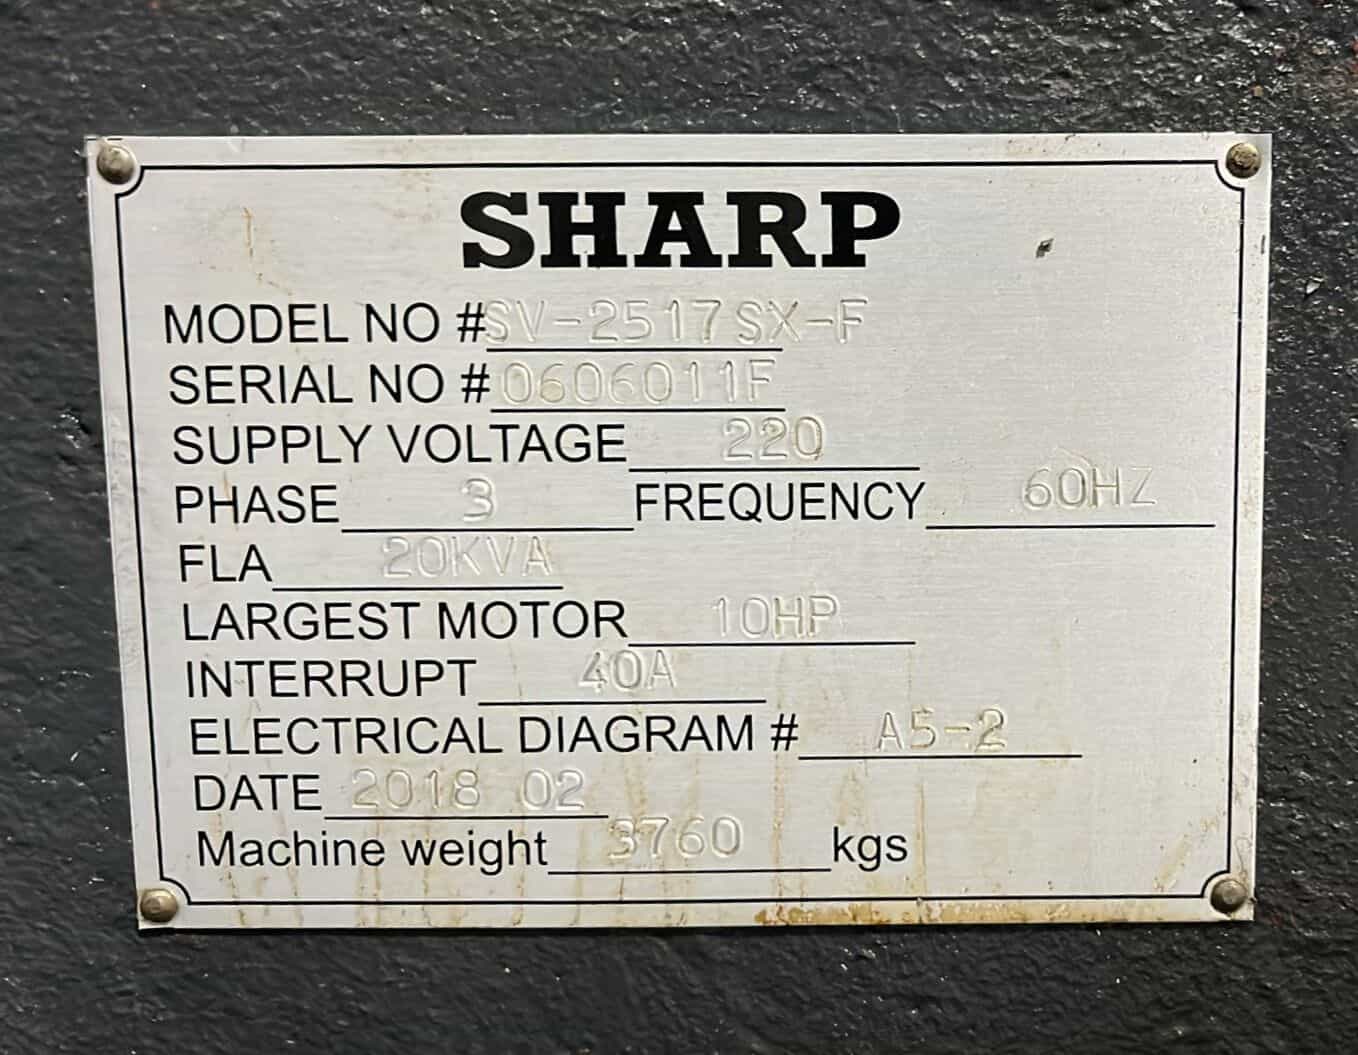 SHARP
MODEL NO #SV-2517SX-F
SERIAL NO #0606011F
SUPPLY VOLTAGE 220
PHASE 3 FREQUENCY 60HZ
FLA 20KVA
LARGEST MOTOR 10HP
INTERRUPT 40A
ELECTRICAL DIAGRAM # A5-2
DATE 2018 02
Machine weight 3760 kgs